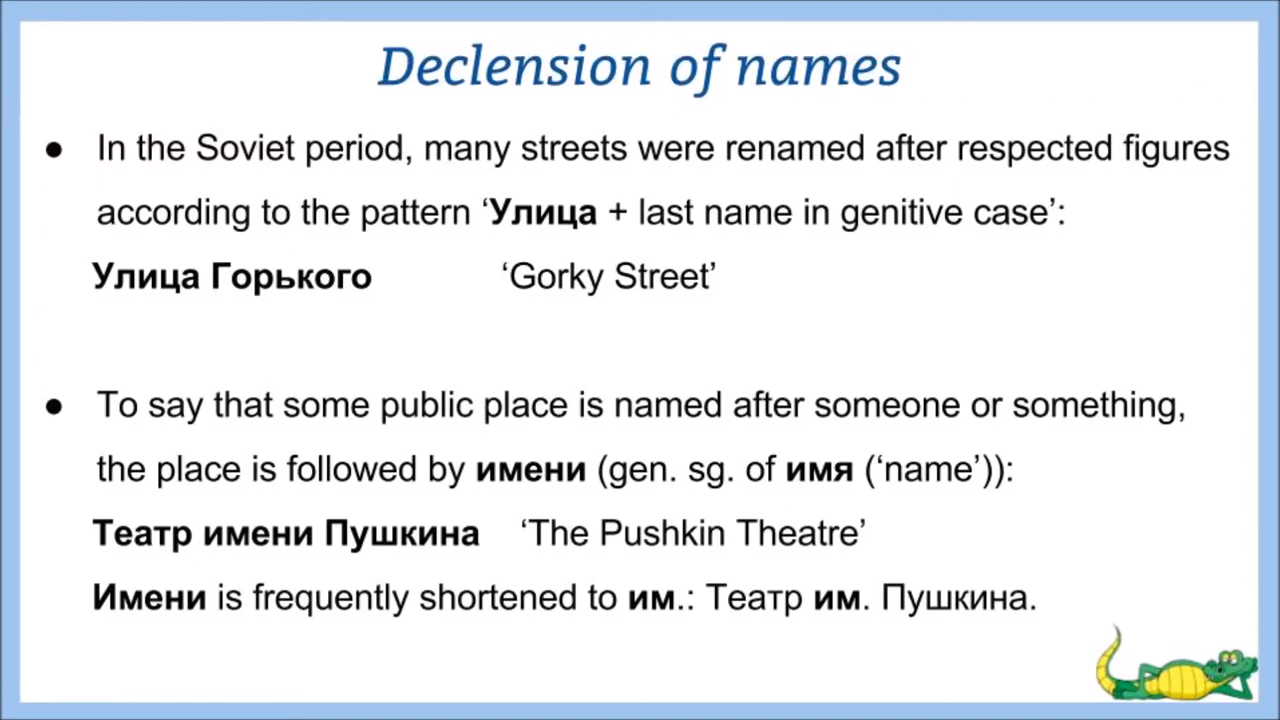 Declension of names
● In the Soviet period, many streets were renamed after respected figures
according to the pattern ‘Улица + last name in genitive case’:
Улица Горького ‘Gorky Street’
● To say that some public place is named after someone or something,
the place is followed by имени (gen. sg. of имя (‘name’)):
Театр имени Пушкина ‘The Pushkin Theatre’
Имени is frequently shortened to им.: Театр им. Пушкина.